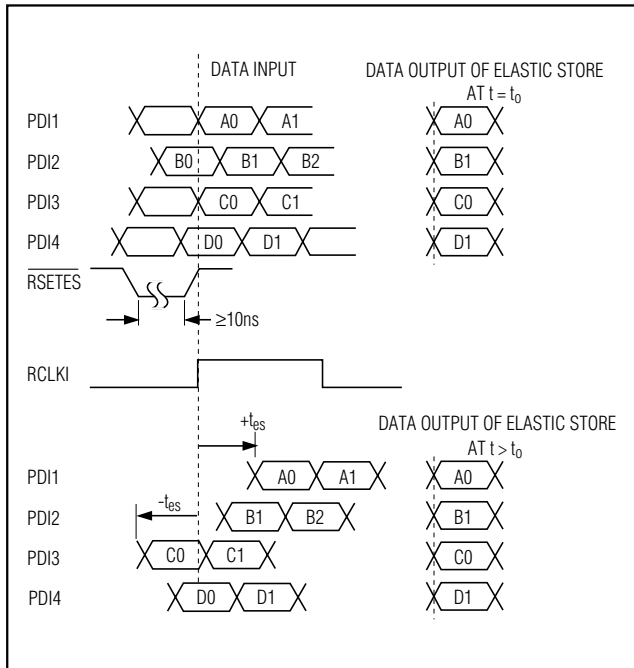 DATA INPUT
DATA OUTPUT OF ELASTIC STORE
AT t = to
PDI1 A0 A1 A0
PDI2 B0 B1 B2 B1
PDI3 C0 C1 C0
PDI4 D0 D1 D1
RSETES
≥10ns
RCLKI
+tes
DATA OUTPUT OF ELASTIC STORE
AT t > to
PDI1 A0 A1 A0
-tes
PDI2 B1 B2 B1
PDI3 C0 C1 C0
PDI4 D0 D1 D1